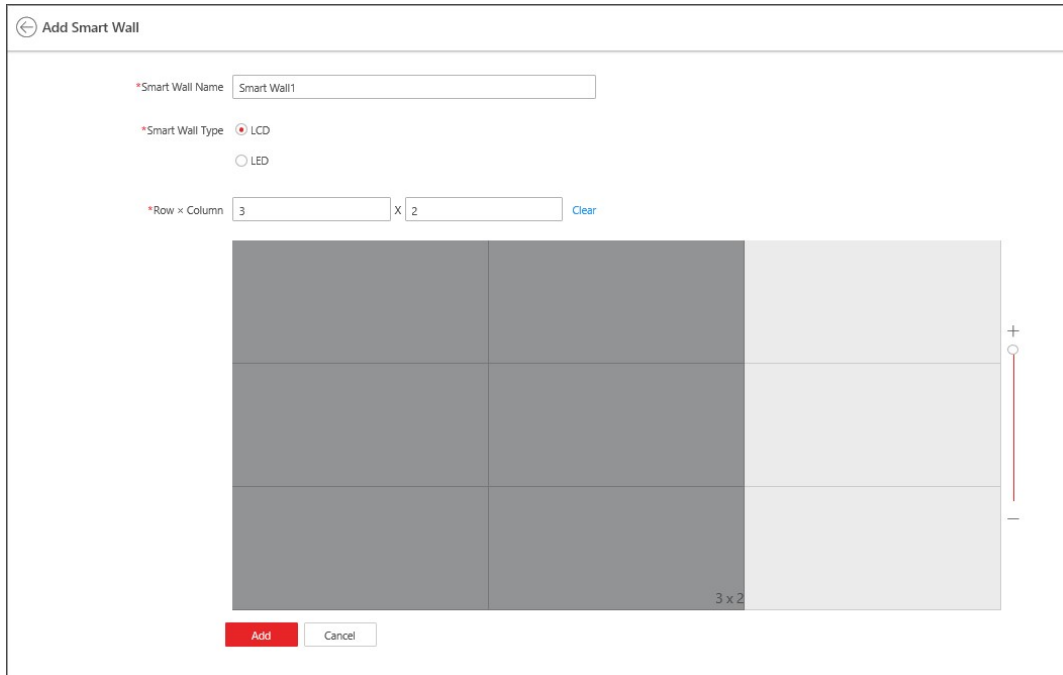 Add Smart Wall
*Smart Wall Name Smart Wall1
*Smart Wall Type LCD
LED
*Row × Column 3 X 2 Clear
+
—
3 x 2
Add Cancel